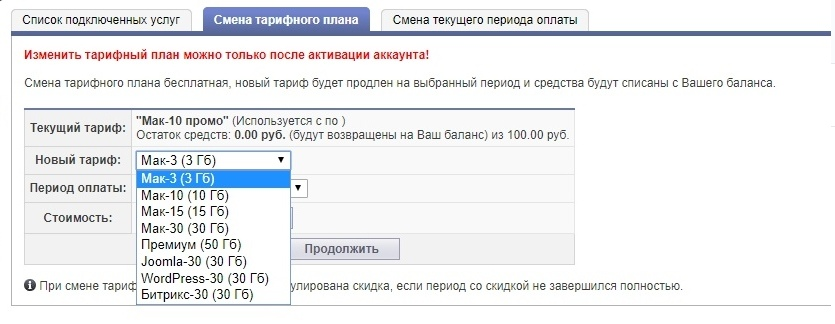 Список подключенных услуг
Смена тарифного плана
Смена текущего периода оплаты
Изменить тарифный план можно только после активации аккаунта!
Смена тарифного плана бесплатная, новый тариф будет продлен на выбранный период и средства будут списаны с Вашего баланса.
Текущий тариф:
"Мак-10 промо" (Используется с по )
Остаток средств: 0.00 руб. (будут возвращены на Ваш баланс) из 100.00 руб.
Новый тариф:
Мак-3 (3 Гб)
Мак-3 (3 Гб)
Мак-10 (10 Гб)
Мак-15 (15 Гб)
Мак-30 (30 Гб)
Премиум (50 Гб)
Joomla-30 (30 Гб)
WordPress-30 (30 Гб)
Битрикс-30 (30 Гб)
Период оплаты:
Стоимость:
Продолжить
При смене тариф улирована скидка, если период со скидкой не завершился полностью.